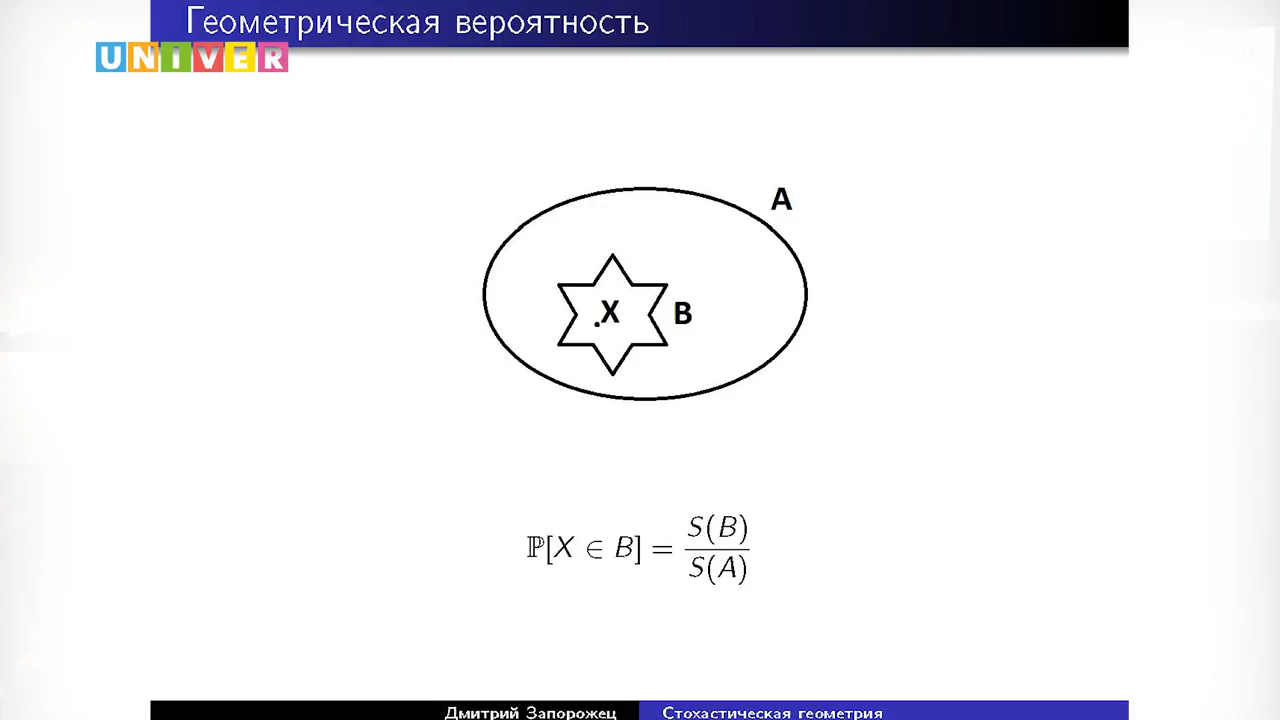 Геометрическая вероятность
UNIVER
A
.X
B
ℙ[X ∈ B] = S(B)/S(A)
Дмитрий Запорожец
Стохастическая геометрия